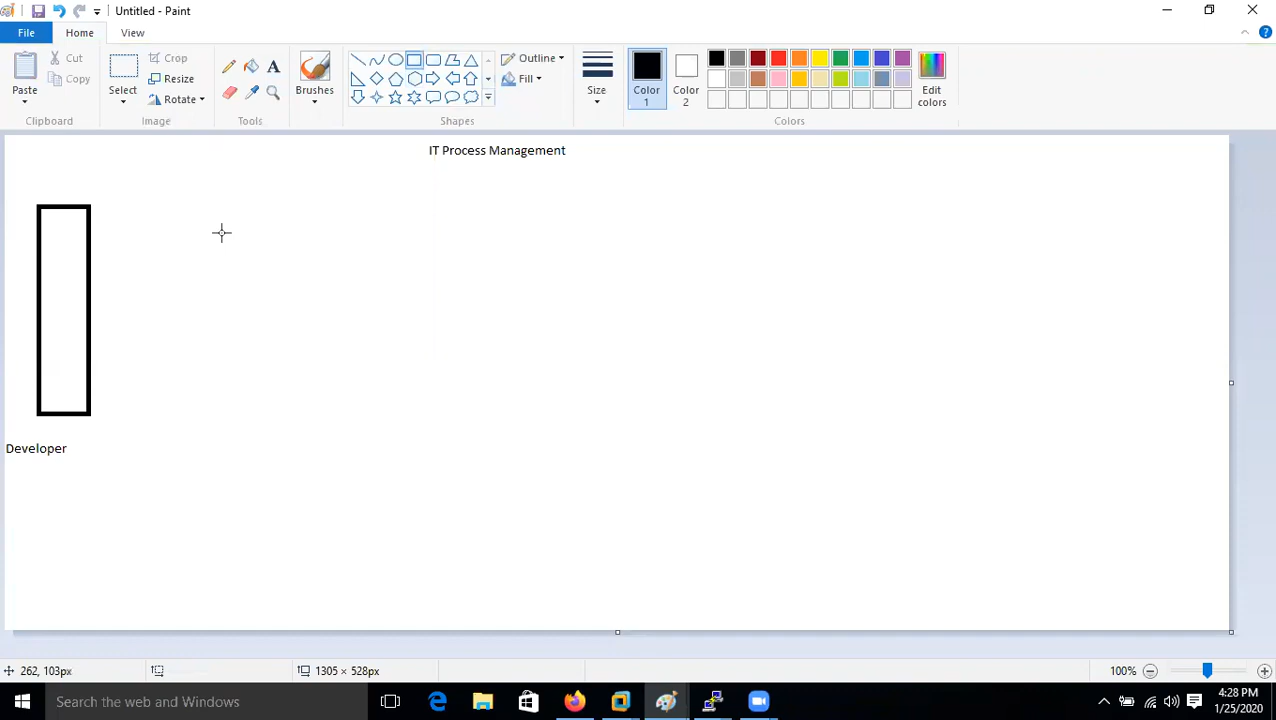 Untitled - Paint
File
Home
View
Paste
Cut
Copy
Clipboard
Select
Crop
Resize
Rotate
Image
A
Tools
Brushes
Outline
Fill
Shapes
Size
Color 1
Color 2
Edit colors
Colors
IT Process Management
Developer
262, 103px
1305 × 528px
100%
Search the web and Windows
4:28 PM
1/25/2020